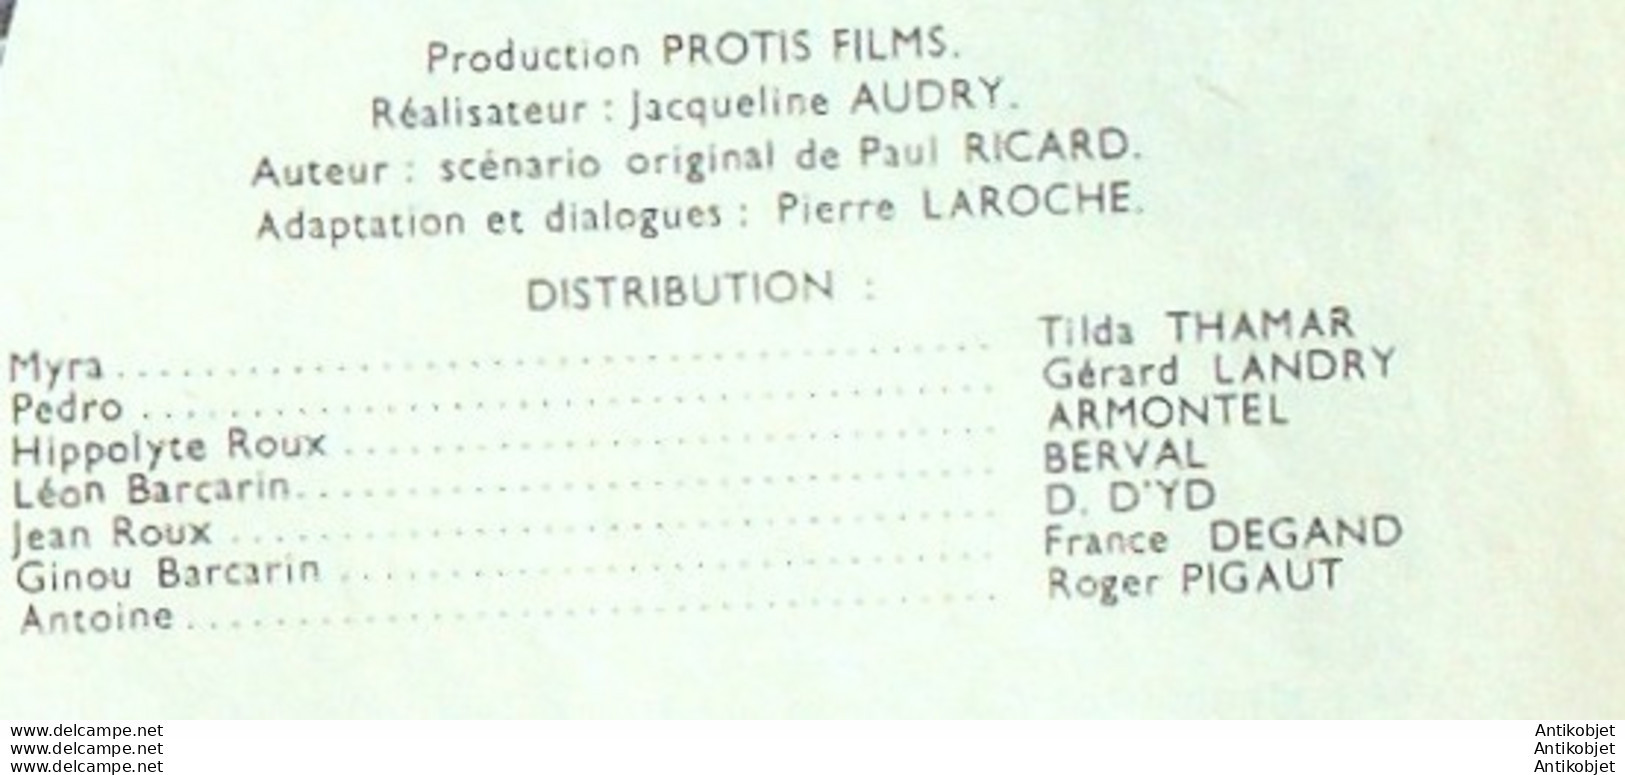 Production PROTIS FILMS.
Réalisateur : Jacqueline AUDRY.
Auteur : scénario original de Paul RICARD.
Adaptation et dialogues : Pierre LAROCHE.
DISTRIBUTION :
Myra .................... Tilda THAMAR
Pedro .................... Gérard LANDRY
Hippolyte Roux .................... ARMONTEL
Léon Barcarin .................... BERVAL
Jean Roux .................... D. D'YD
Ginou Barcarin .................... France DEGAND
Antoine .................... Roger PIGAUT
www.delcampe.net Antikobjet
www.delcampe.net Antikobjet
www.delcampe.net Antikobjet